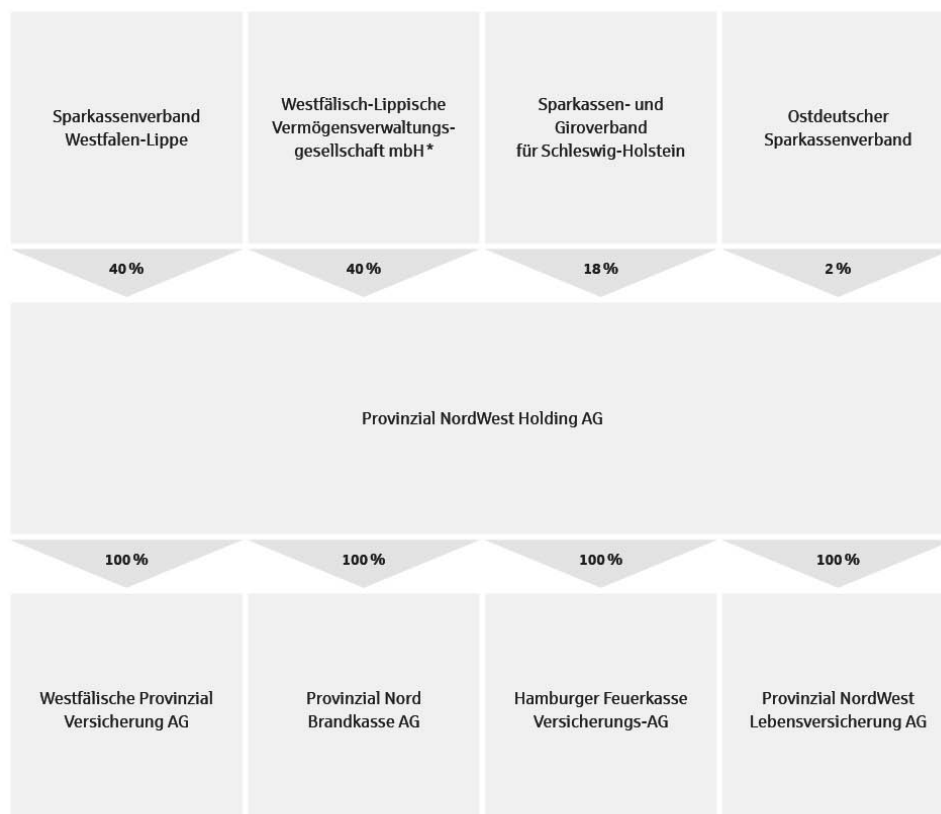 Sparkassenverband
Westfalen-Lippe
Westfälisch-Lippische
Vermögensverwaltungs-
gesellschaft mbH*
Sparkassen- und
Giroverband
für Schleswig-Holstein
Ostdeutscher
Sparkassenverband
40 %
40 %
18 %
2 %
Provinzial NordWest Holding AG
100 %
100 %
100 %
100 %
Westfälische Provinzial
Versicherung AG
Provinzial Nord
Brandkasse AG
Hamburger Feuerkasse
Versicherungs-AG
Provinzial NordWest
Lebensversicherung AG